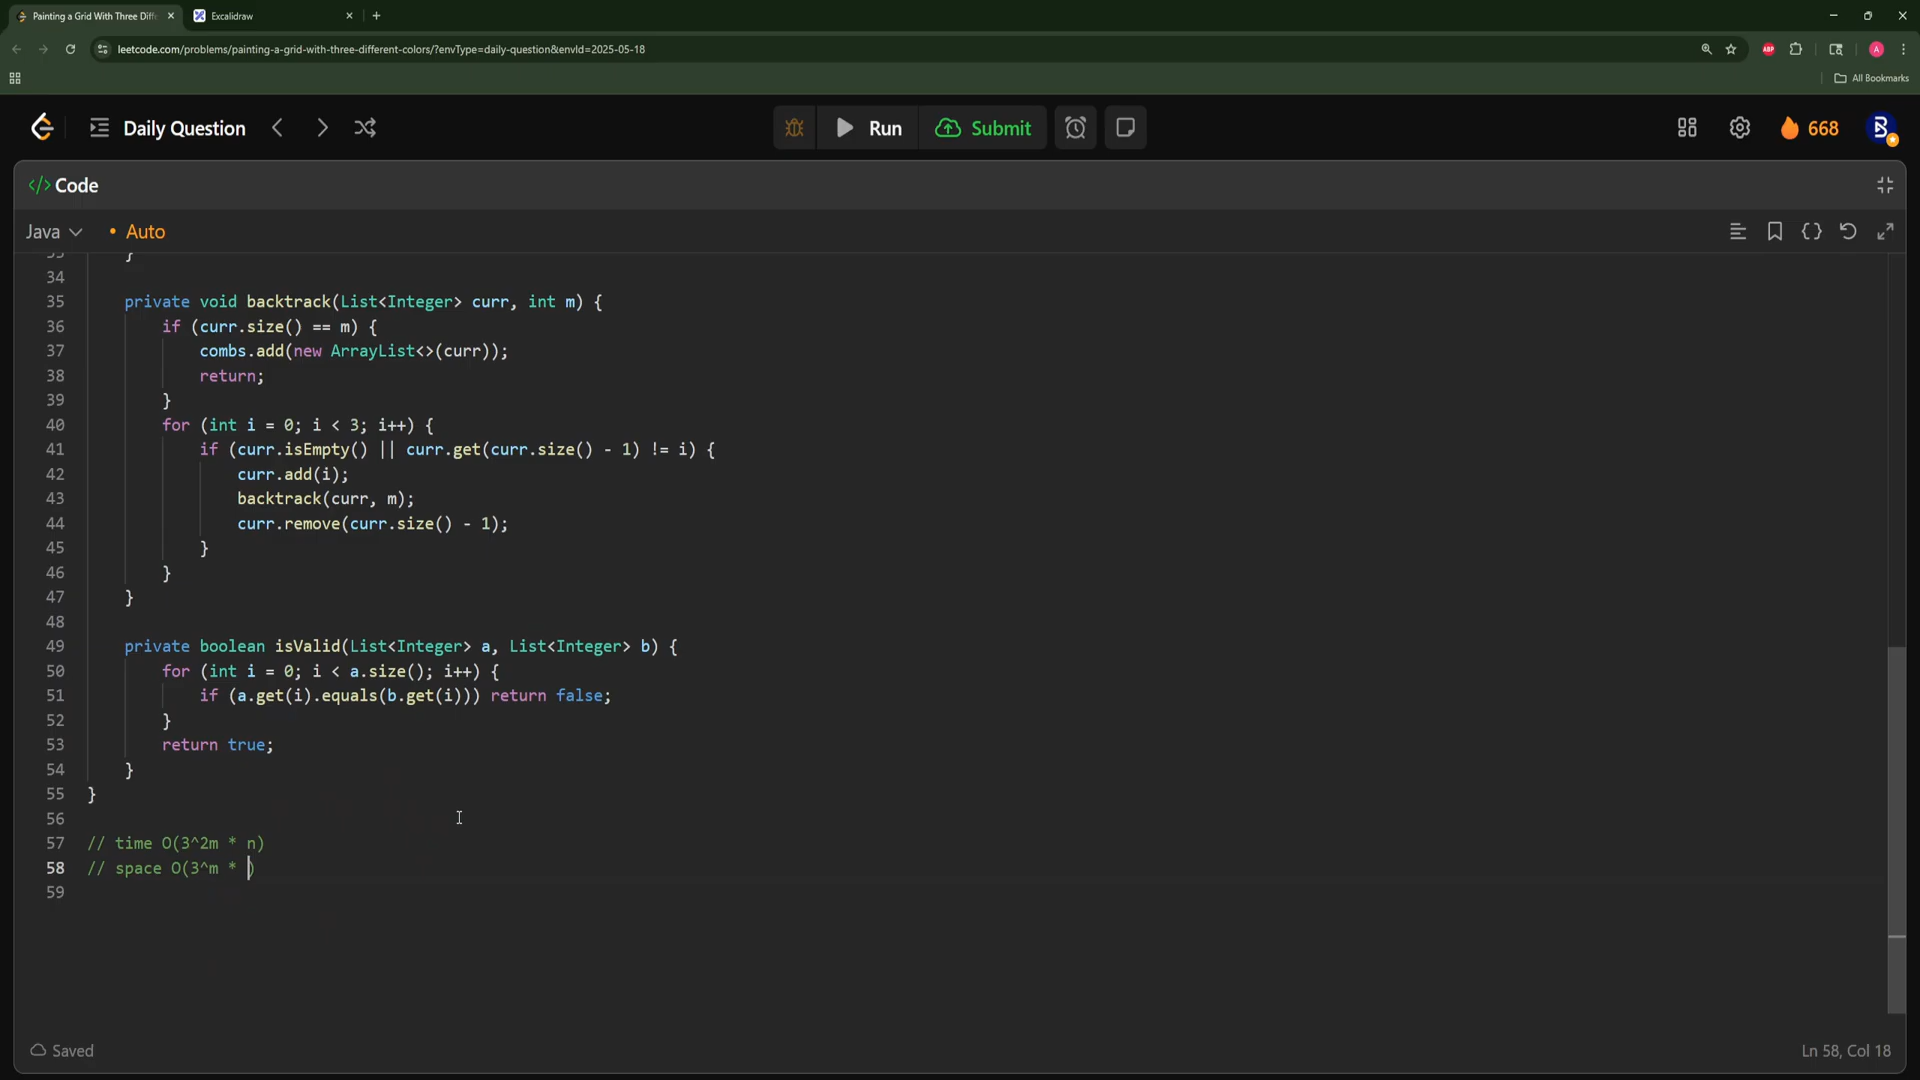 Painting a Grid With Three Diff
Excalidraw
leetcode.com/problems/painting-a-grid-with-three-different-colors/?envType=daily-question&envId=2025-05-18
ABP
A
All Bookmarks
Daily Question
Run
Submit
668
B
</> Code
Java
• Auto
33 }
34
35 private void backtrack(List<Integer> curr, int m) {
36 if (curr.size() == m) {
37 combs.add(new ArrayList<>(curr));
38 return;
39 }
40 for (int i = 0; i < 3; i++) {
41 if (curr.isEmpty() || curr.get(curr.size() - 1) != i) {
42 curr.add(i);
43 backtrack(curr, m);
44 curr.remove(curr.size() - 1);
45 }
46 }
47 }
48
49 private boolean isValid(List<Integer> a, List<Integer> b) {
50 for (int i = 0; i < a.size(); i++) {
51 if (a.get(i).equals(b.get(i))) return false;
52 }
53 return true;
54 }
55 }
56
57 // time O(3^2m * n)
58 // space O(3^m * )
59
Saved
Ln 58, Col 18